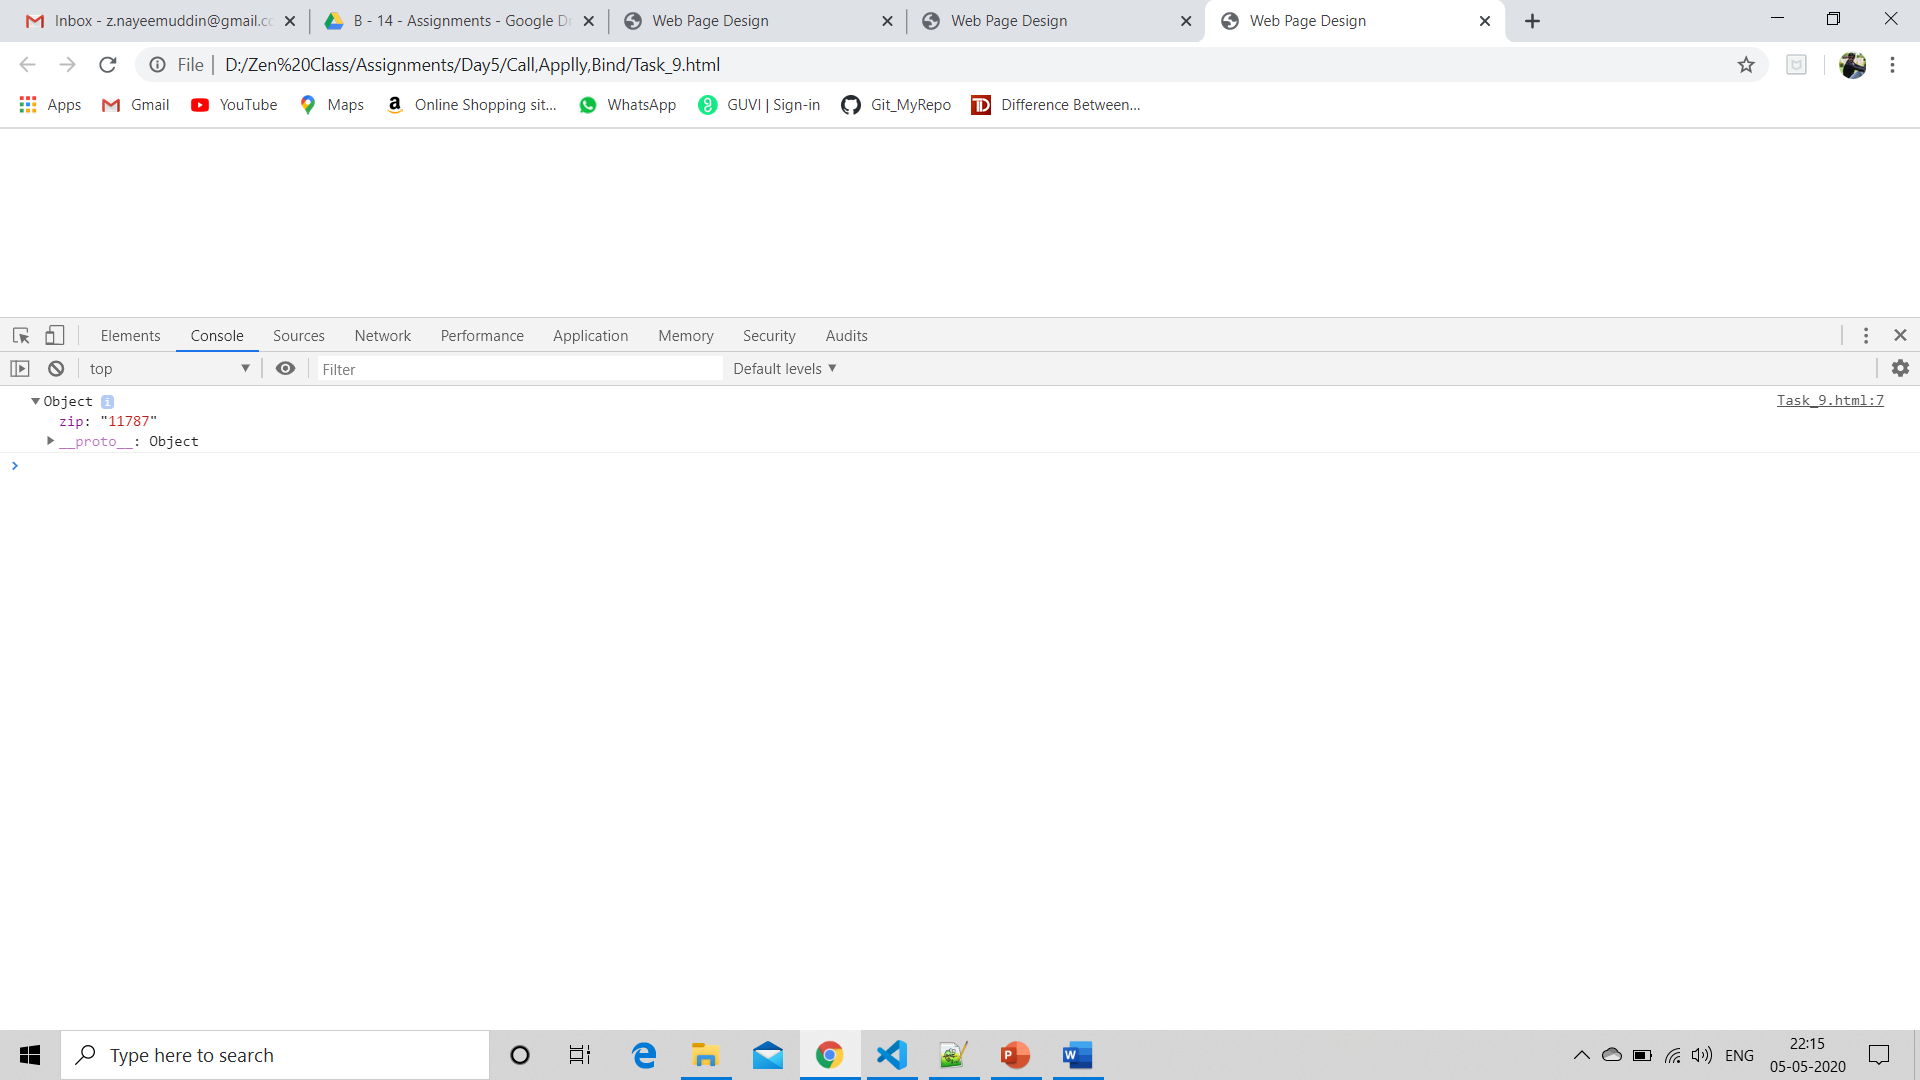 Inbox - z.nayeemuddin@gmail.co
B - 14 - Assignments - Google Dr
Web Page Design
Web Page Design
Web Page Design
File | D:/Zen%20Class/Assignments/Day5/Call,Applly,Bind/Task_9.html
Apps Gmail YouTube Maps Online Shopping sit... WhatsApp GUVI | Sign-in Git_MyRepo Difference Between...
Elements Console Sources Network Performance Application Memory Security Audits
top Filter Default levels
Object Task_9.html:7
zip: "11787"
__proto__: Object
Type here to search
ENG
22:15
05-05-2020